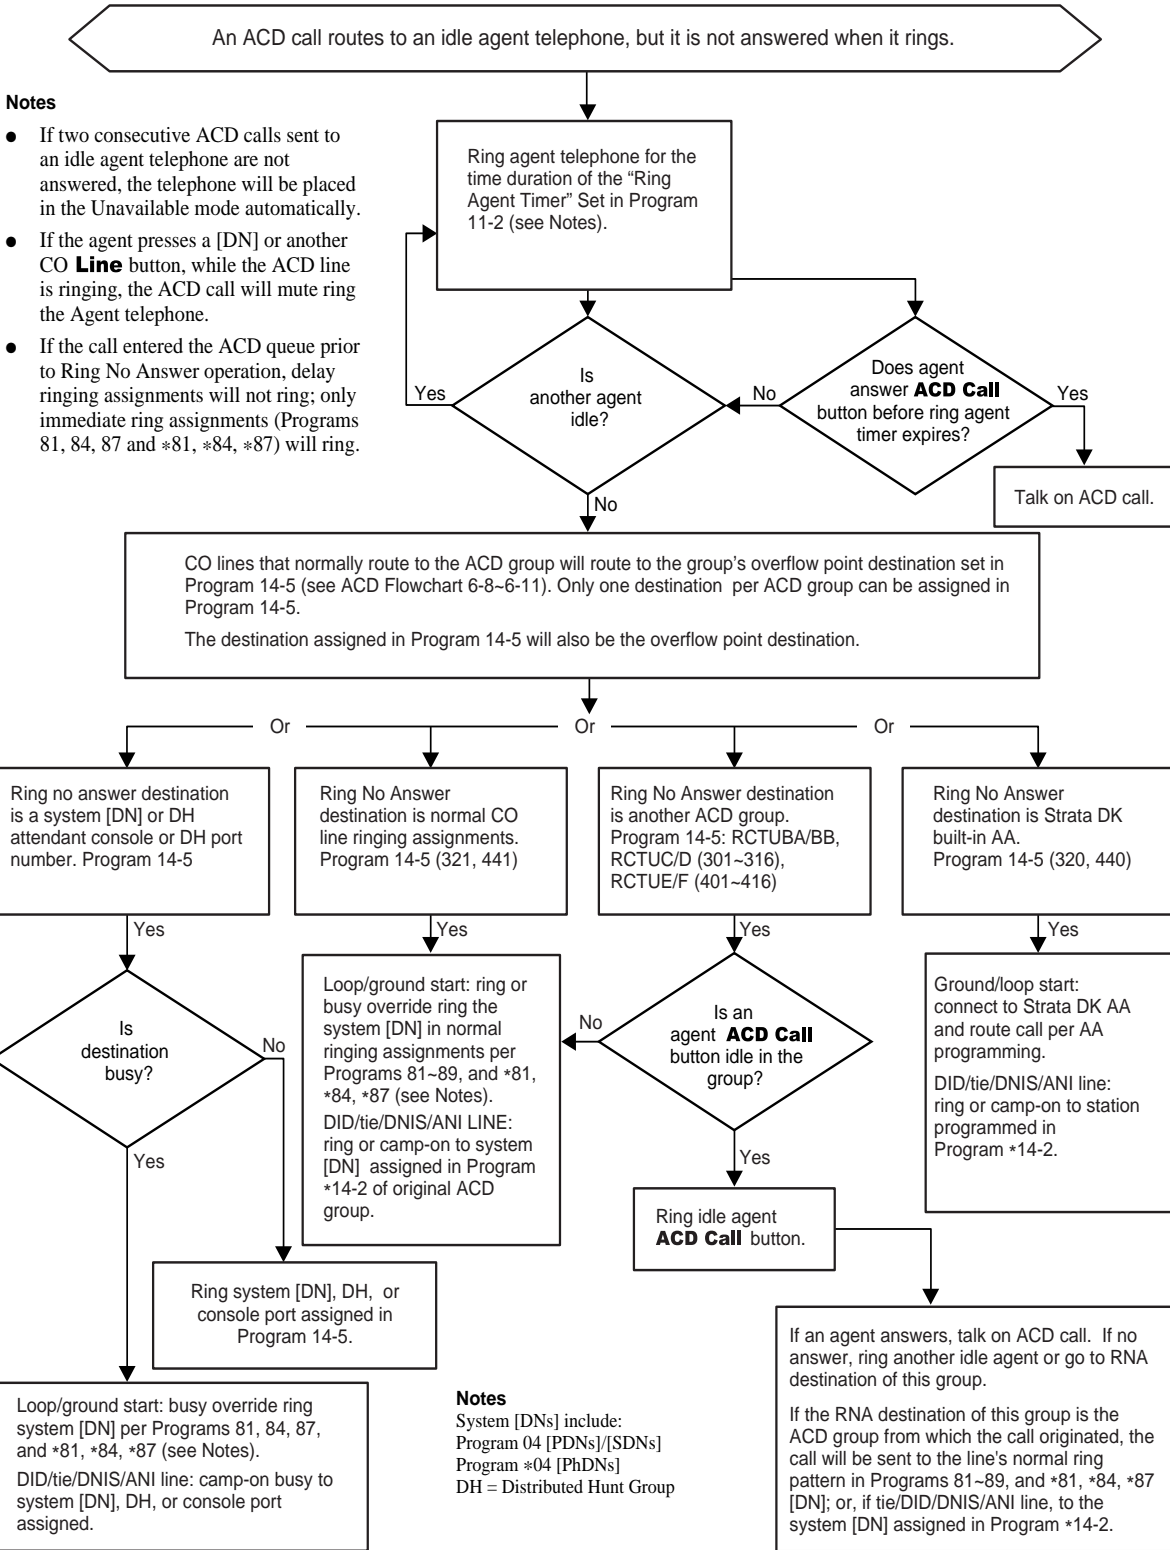 An ACD call routes to an idle agent telephone, but it is not answered when it rings.
Notes
● If two consecutive ACD calls sent to
an idle agent telephone are not
answered, the telephone will be placed
in the Unavailable mode automatically.
● If the agent presses a [DN] or another
CO Line button, while the ACD line
is ringing, the ACD call will mute ring
the Agent telephone.
● If the call entered the ACD queue prior
to Ring No Answer operation, delay
ringing assignments will not ring; only
immediate ring assignments (Programs
81, 84, 87 and *81, *84, *87) will ring.
Ring agent telephone for the
time duration of the “Ring
Agent Timer” Set in Program
11-2 (see Notes).
Yes
Is
another agent
idle?
No
Does agent
answer ACD Call
button before ring agent
timer expires?
Yes
Talk on ACD call.
No
CO lines that normally route to the ACD group will route to the group’s overflow point destination set in
Program 14-5 (see ACD Flowchart 6-8~6-11). Only one destination per ACD group can be assigned in
Program 14-5.
The destination assigned in Program 14-5 will also be the overflow point destination.
Or
Or
Or
Ring no answer destination
is a system [DN] or DH
attendant console or DH port
number. Program 14-5
Ring No Answer
destination is normal CO
line ringing assignments.
Program 14-5 (321, 441)
Ring No Answer destination
is another ACD group.
Program 14-5: RCTUBA/BB,
RCTUC/D (301~316),
RCTUE/F (401~416)
Ring No Answer
destination is Strata DK
built-in AA.
Program 14-5 (320, 440)
Yes
Yes
Yes
Yes
Is
destination
busy?
No
Yes
Loop/ground start: ring or
busy override ring the
system [DN] in normal
ringing assignments per
Programs 81~89, and *81,
*84, *87 (see Notes).
DID/tie/DNIS/ANI LINE:
ring or camp-on to system
[DN] assigned in Program
*14-2 of original ACD
group.
No
Is an
agent ACD Call
button idle in the
group?
Yes
Ground/loop start:
connect to Strata DK AA
and route call per AA
programming.
DID/tie/DNIS/ANI line:
ring or camp-on to station
programmed in
Program *14-2.
Ring idle agent
ACD Call button.
Ring system [DN], DH, or
console port assigned in
Program 14-5.
If an agent answers, talk on ACD call. If no
answer, ring another idle agent or go to RNA
destination of this group.
If the RNA destination of this group is the
ACD group from which the call originated, the
call will be sent to the line’s normal ring
pattern in Programs 81~89, and *81, *84, *87
[DN]; or, if tie/DID/DNIS/ANI line, to the
system [DN] assigned in Program *14-2.
Loop/ground start: busy override ring
system [DN] per Programs 81, 84, 87,
and *81, *84, *87 (see Notes).
DID/tie/DNIS/ANI line: camp-on busy to
system [DN], DH, or console port
assigned.
Notes
System [DNs] include:
Program 04 [PDNs]/[SDNs]
Program *04 [PhDNs]
DH = Distributed Hunt Group